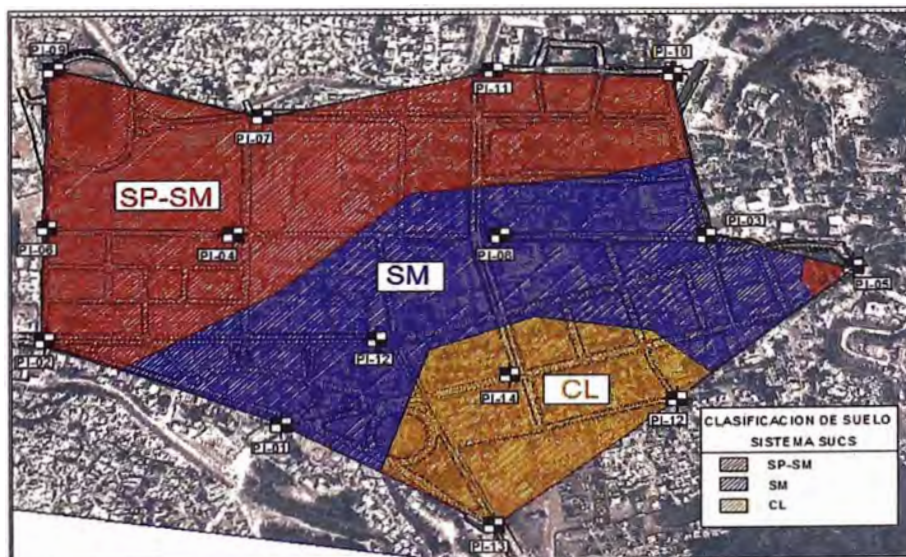 PI-09
PI-10
PI-11
PI-07
SP-SM
PI-06
PI-04
PI-08
PI-03
SM
PI-05
PI-02
PI-12
PI-14
CL
PI-12
PI-01
PI-13
CLASIFICACION DE SUELO
SISTEMA SUCS
SP-SM
SM
CL